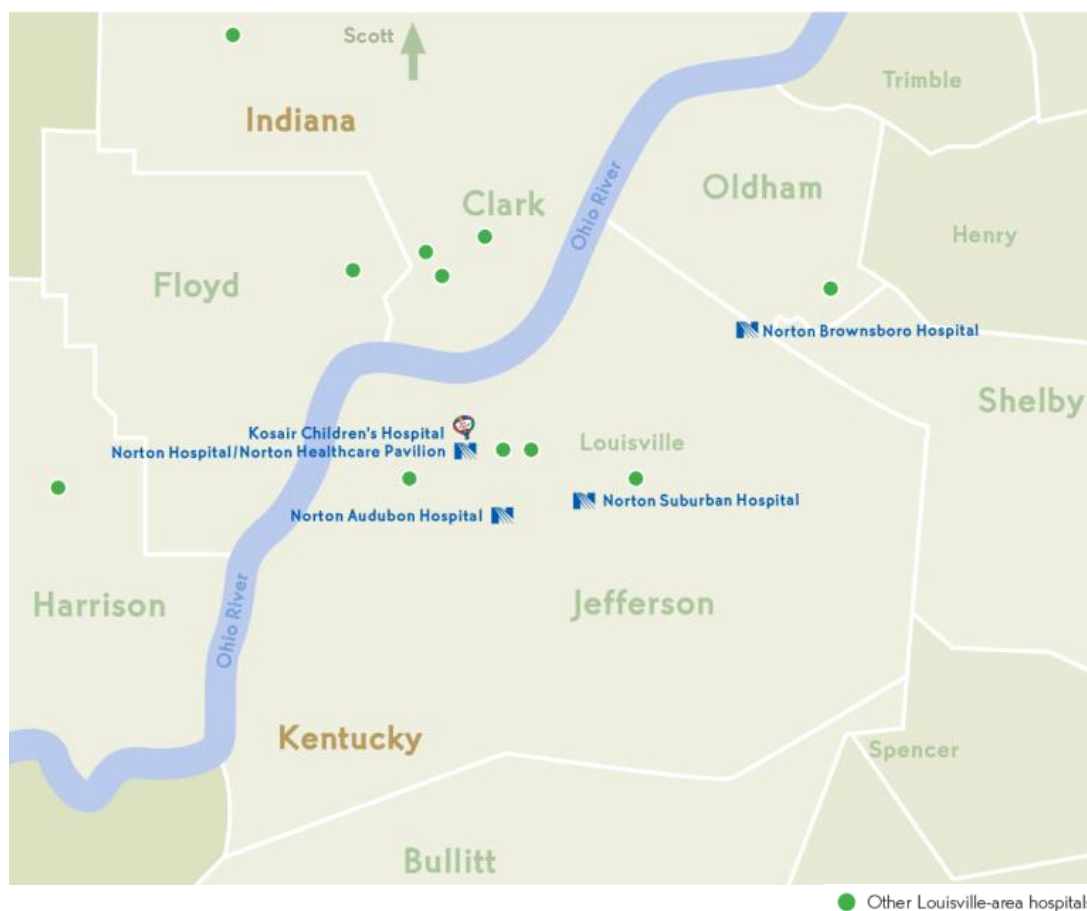 Scott
Indiana
Trimble
Ohio River
Oldham
Clark
Henry
Floyd
Norton Brownsboro Hospital
Shelby
Kosair Children's Hospital
Louisville
Norton Hospital/Norton Healthcare Pavilion
Norton Suburban Hospital
Norton Audubon Hospital
Harrison
Jefferson
Ohio River
Kentucky
Spencer
Bullitt
Other Louisville-area hospital